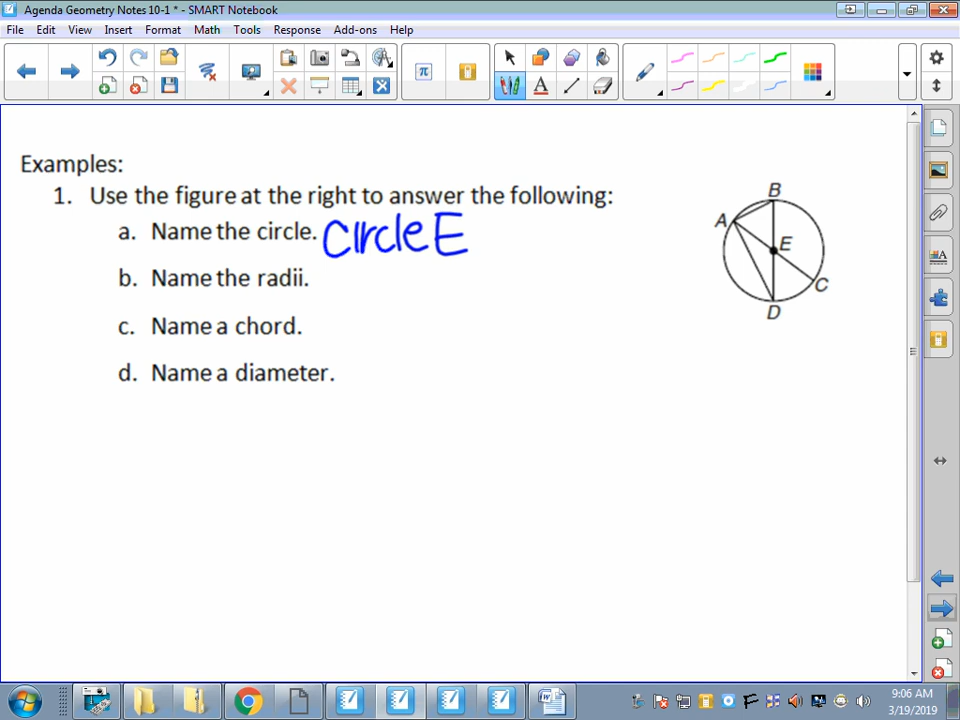 Agenda Geometry Notes 10-1 * - SMART Notebook
File Edit View Insert Format Math Tools Response Add-ons Help
Examples:
1. Use the figure at the right to answer the following:
a. Name the circle. Circle E
b. Name the radii.
c. Name a chord.
d. Name a diameter.
B
A
E
C
D
9:06 AM
3/19/2019